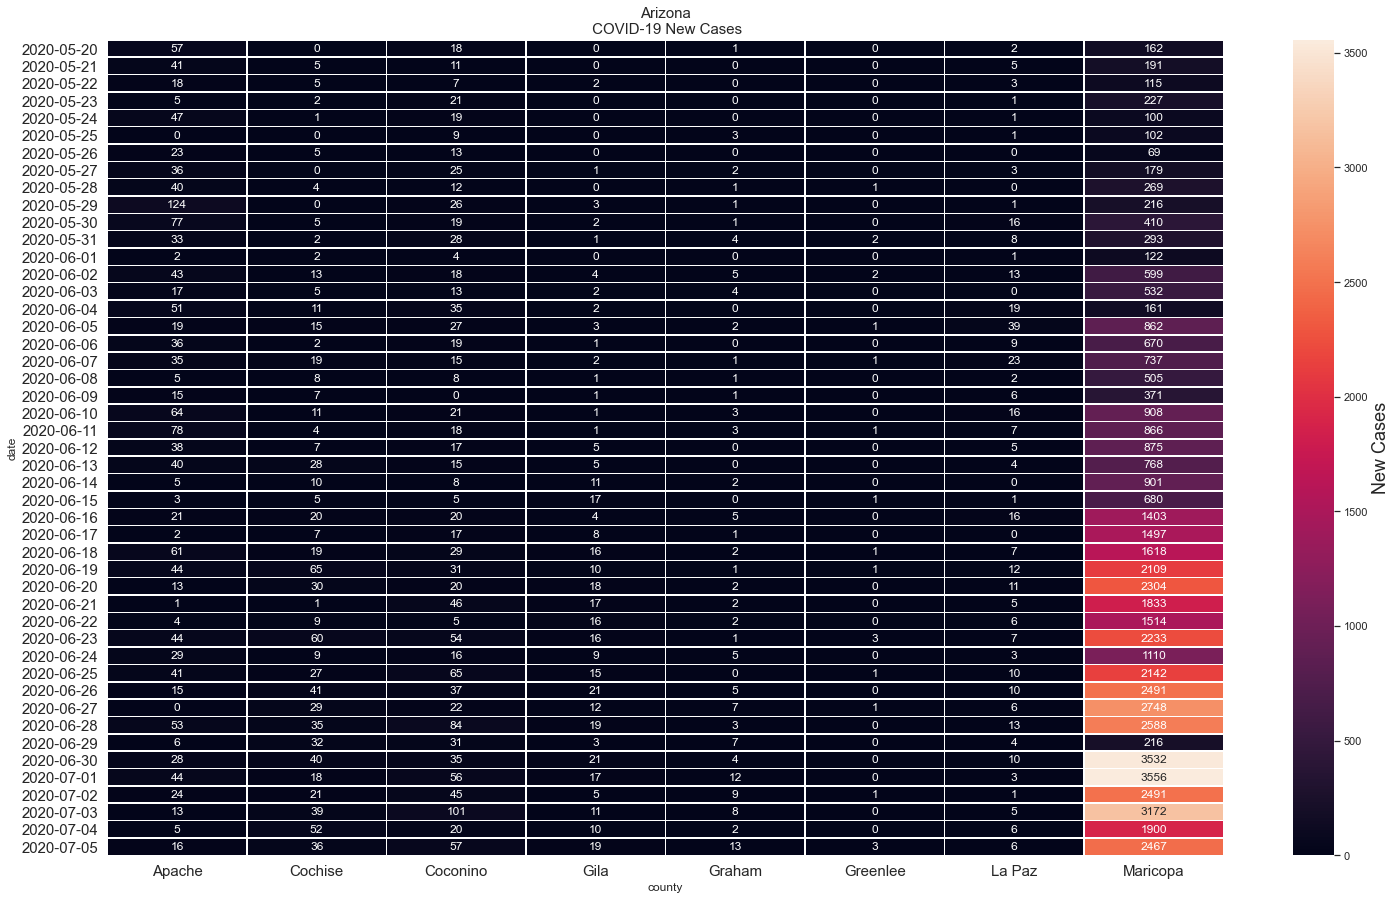 Arizona
COVID-19 New Cases
2020-05-20 57 0 18 0 1 0 2 162
2020-05-21 41 5 11 0 0 0 5 191
2020-05-22 18 5 7 2 0 0 3 115
2020-05-23 5 2 21 0 0 0 1 227
2020-05-24 47 1 19 0 0 0 1 100
2020-05-25 0 0 9 0 3 0 1 102
2020-05-26 23 5 13 0 0 0 0 69
2020-05-27 36 0 25 1 2 0 3 179
2020-05-28 40 4 12 0 1 1 0 269
2020-05-29 124 0 26 3 1 0 1 216
2020-05-30 77 5 19 2 1 0 16 410
2020-05-31 33 2 28 1 4 2 8 293
2020-06-01 2 2 4 0 0 0 1 122
2020-06-02 43 13 18 4 5 2 13 599
2020-06-03 17 5 13 2 4 0 0 532
2020-06-04 51 11 35 2 0 0 19 161
2020-06-05 19 15 27 3 2 1 39 862
2020-06-06 36 2 19 1 0 0 9 670
2020-06-07 35 19 15 2 1 1 23 737
2020-06-08 5 8 8 1 1 0 2 505
2020-06-09 15 7 0 1 1 0 6 371
2020-06-10 64 11 21 1 3 0 16 908
2020-06-11 78 4 18 1 3 1 7 866
2020-06-12 38 7 17 5 0 0 5 875
2020-06-13 40 28 15 5 0 0 4 768
2020-06-14 5 10 8 11 2 0 0 901
2020-06-15 3 5 5 17 0 1 1 680
2020-06-16 21 20 20 4 5 0 16 1403
2020-06-17 2 7 17 8 1 0 0 1497
2020-06-18 61 19 29 16 2 1 7 1618
2020-06-19 44 65 31 10 1 1 12 2109
2020-06-20 13 30 20 18 2 0 11 2304
2020-06-21 1 1 46 17 2 0 5 1833
2020-06-22 4 9 5 16 2 0 6 1514
2020-06-23 44 60 54 16 1 3 7 2233
2020-06-24 29 9 16 9 5 0 3 1110
2020-06-25 41 27 65 15 0 1 10 2142
2020-06-26 15 41 37 21 5 0 10 2491
2020-06-27 0 29 22 12 7 1 6 2748
2020-06-28 53 35 84 19 3 0 13 2588
2020-06-29 6 32 31 3 7 0 4 216
2020-06-30 28 40 35 21 4 0 10 3532
2020-07-01 44 18 56 17 12 0 3 3556
2020-07-02 24 21 45 5 9 1 1 2491
2020-07-03 13 39 101 11 8 0 5 3172
2020-07-04 5 52 20 10 2 0 6 1900
2020-07-05 16 36 57 19 13 3 6 2467
Apache Cochise Coconino Gila Graham Greenlee La Paz Maricopa
county
date
3500
3000
2500
2000
1500
1000
500
0
New Cases